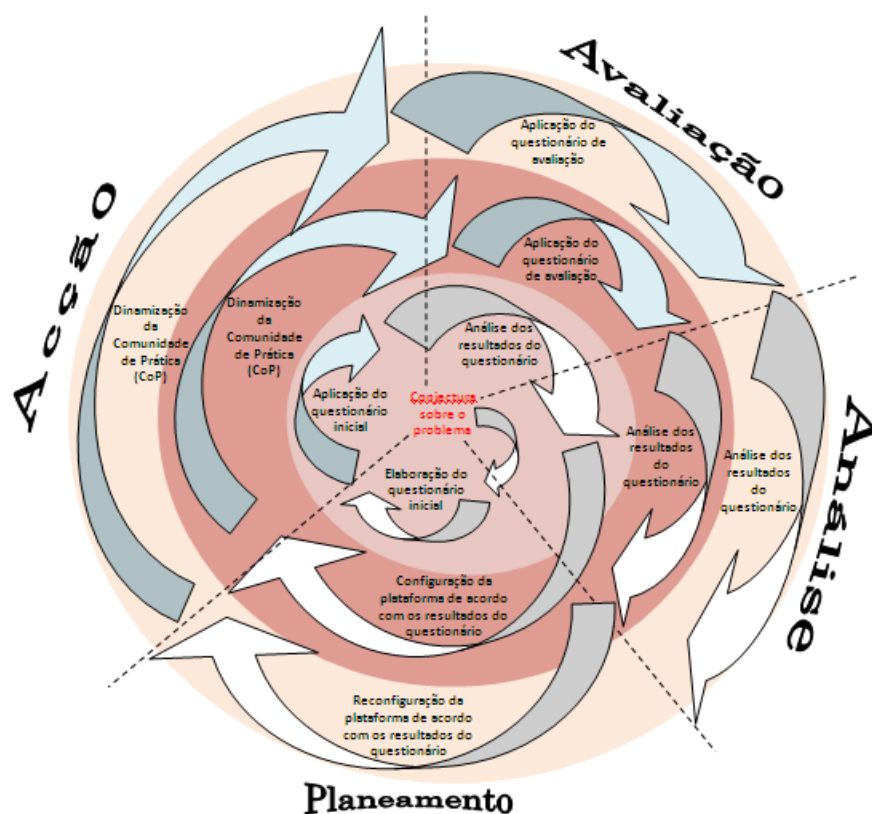 Avaliação
Acção
Análise
Planeamento
Aplicação do
questionário de
avaliação
Aplicação do
questionário
de avaliação
Dinamização
da
Comunidade
de Prática
(CoP)
Dinamização
da
Comunidade
de Prática
(CoP)
Análise dos
resultados do
questionário
Aplicação do
questionário
inicial
Conjectura
sobre o
problema
Elaboração do
questionário
inicial
Análise dos
resultados
do
questionário
Análise dos
resultados
do
questionário
Configuração da
plataforma de acordo
com os resultados do
questionário
Reconfiguração da
plataforma de acordo
com os resultados do
questionário